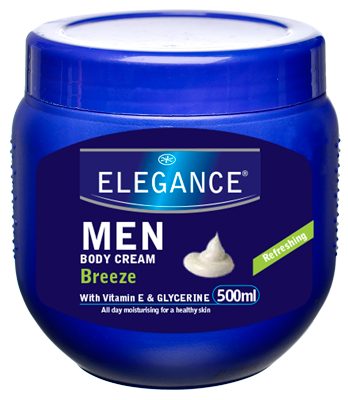 ELEGANCE®
MEN
BODY CREAM
Breeze
Refreshing
With Vitamin E & GLYCERINE 500ml
All day moisturising for a healthy skin